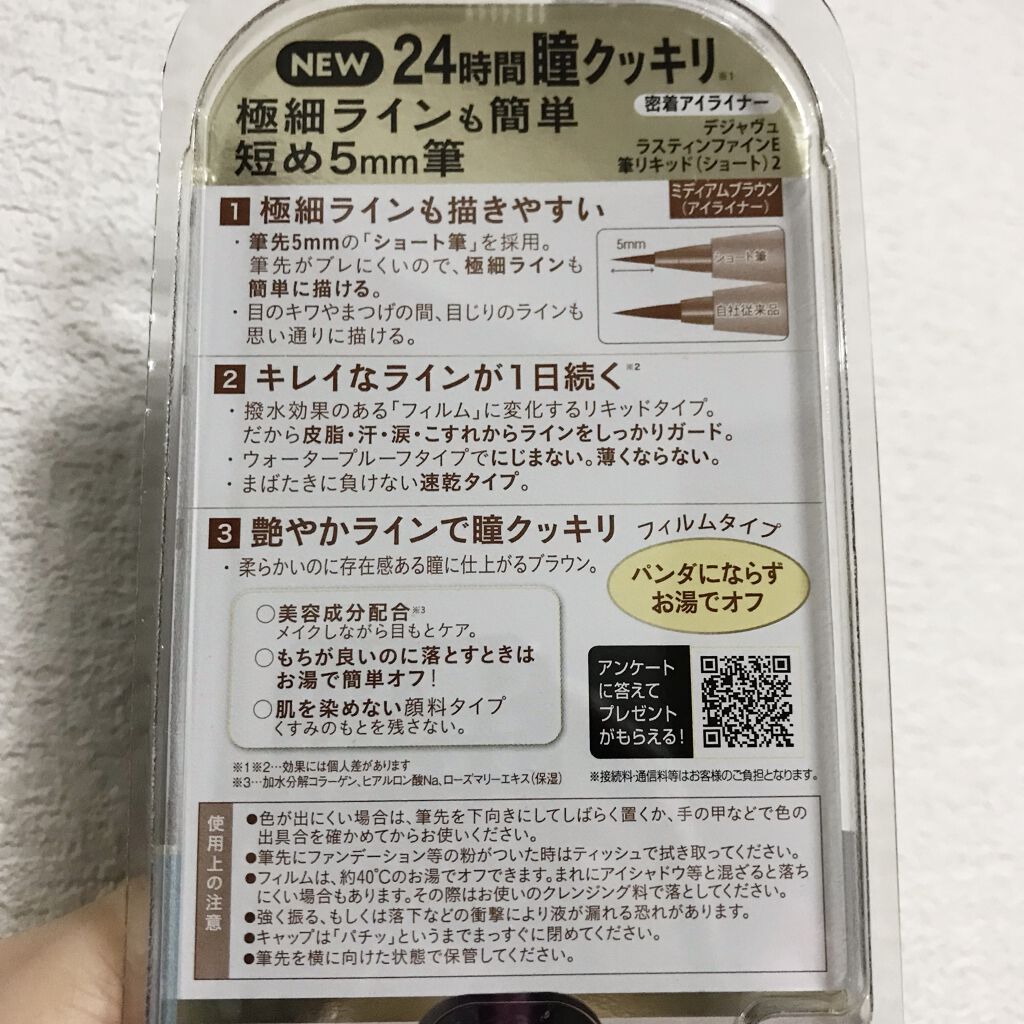 NEW 24時間瞳クッキリ※1
極細ラインも簡単
短め5mm筆
密着アイライナー
デジャヴュ
ラスティンファインE
筆リキッド(ショート)2
ミディアムブラウン
(アイライナー)
1 極細ラインも描きやすい
・筆先5mmの「ショート筆」を採用。
筆先がブレにくいので、極細ラインも
簡単に描ける。
・目のキワやまつげの間、目じりのラインも
思い通りに描ける。
5mm
ショート筆
自社従来品
2 キレイなラインが1日続く※2
・撥水効果のある「フィルム」に変化するリキッドタイプ。
だから皮脂・汗・涙・こすれからラインをしっかりガード。
・ウォータープルーフタイプでにじまない。薄くならない。
・まばたきに負けない速乾タイプ。
3 艶やかラインで瞳クッキリ
・柔らかいのに存在感ある瞳に仕上がるブラウン。
フィルムタイプ
パンダにならず
お湯でオフ
○美容成分配合※3
メイクしながら目もとケア。
○もちが良いのに落とすときは
お湯で簡単オフ!
○肌を染めない顔料タイプ
くすみのもとを残さない。
アンケート
に答えて
プレゼント
がもらえる!
※1※2…効果には個人差があります
※3…加水分解コラーゲン、ヒアルロン酸Na、ローズマリーエキス(保湿)
※接続料・通信料等はお客様のご負担となります。
使用上の注意
●色が出にくい場合は、筆先を下向きにしてしばらく置くか、手の甲などで色の
出具合を確かめてからお使いください。
●筆先にファンデーション等の粉がついた時はティッシュで拭き取ってください。
●フィルムは、約40℃のお湯でオフできます。まれにアイシャドウ等と混ざると落ち
にくい場合もあります。その際はお使いのクレンジング料で落としてください。
●強く振る、もしくは落下などの衝撃により液が漏れる恐れがあります。
●キャップは「パチッ」というまでまっすぐに閉めてください。
●筆先を横に向けた状態で保管してください。